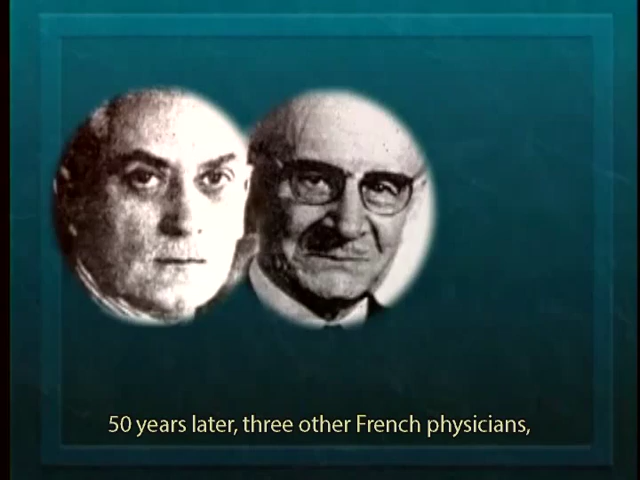 50 years later, three other French physicians,